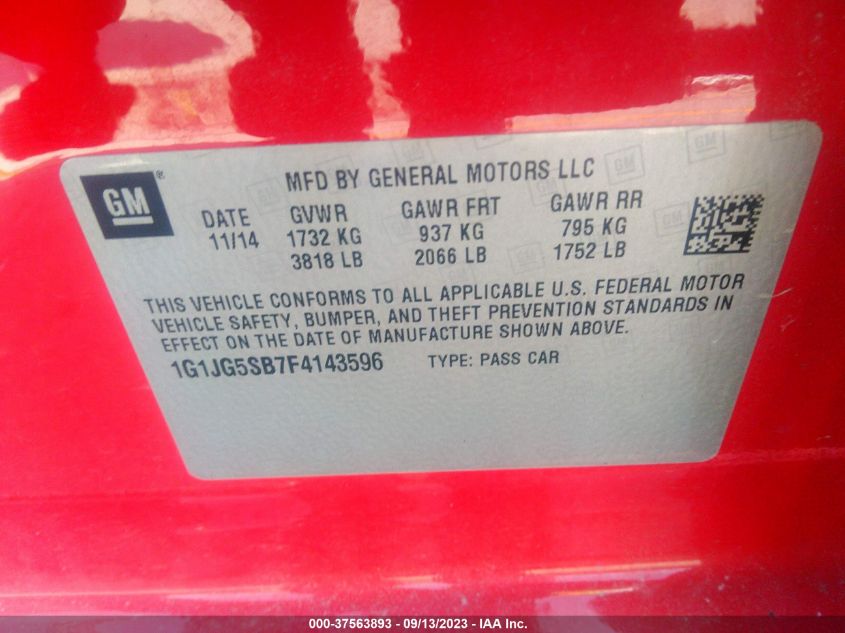 GM®
MFD BY GENERAL MOTORS LLC
DATE GVWR GAWR FRT GAWR RR
11/14 1732 KG 937 KG 795 KG
3818 LB 2066 LB 1752 LB
THIS VEHICLE CONFORMS TO ALL APPLICABLE U.S. FEDERAL MOTOR
VEHICLE SAFETY, BUMPER, AND THEFT PREVENTION STANDARDS IN
EFFECT ON THE DATE OF MANUFACTURE SHOWN ABOVE.
1G1JG5SB7F4143596 TYPE: PASS CAR
000-37563893 - 09/13/2023 - IAA Inc.